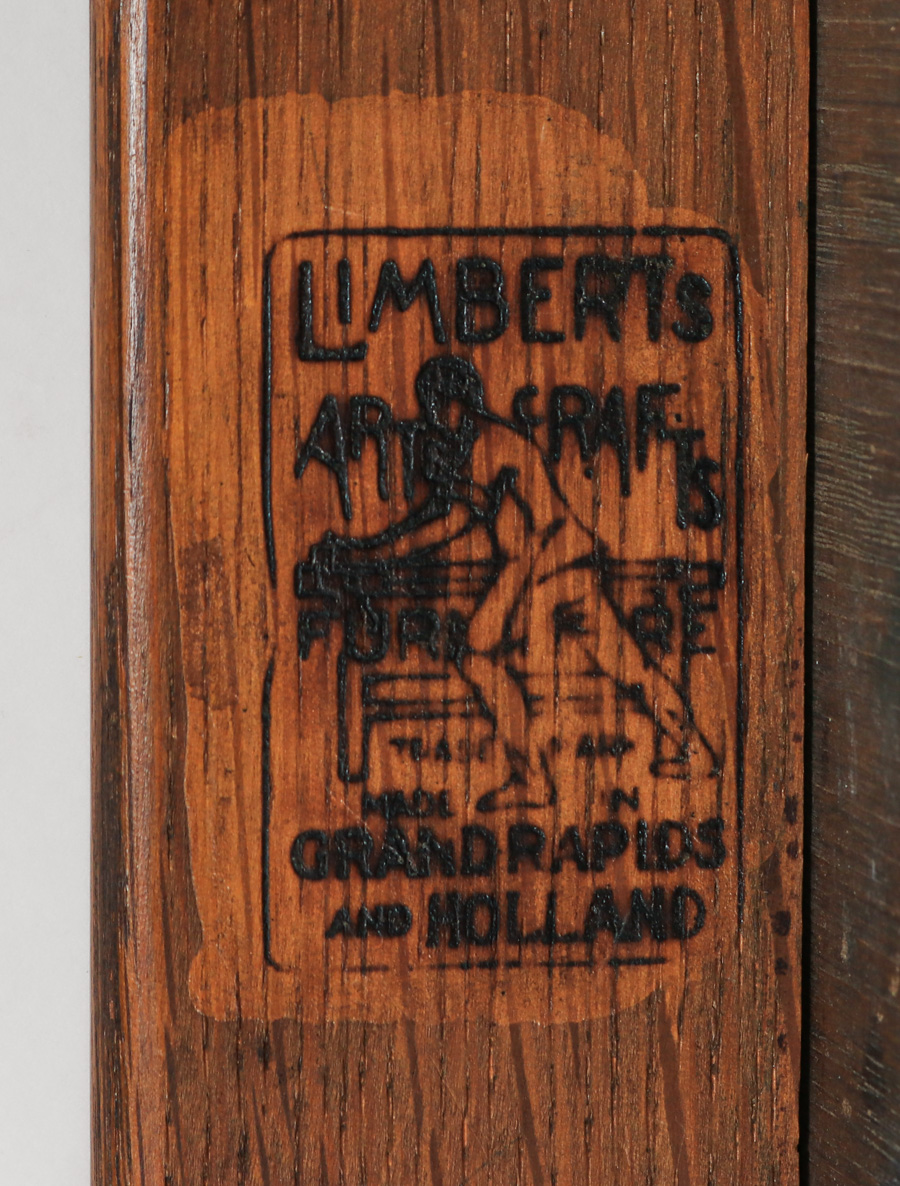 LIMBERTS
ARTS CRAFTS
FURNITURE
TRADE MARK
MADE IN
GRAND RAPIDS
AND HOLLAND